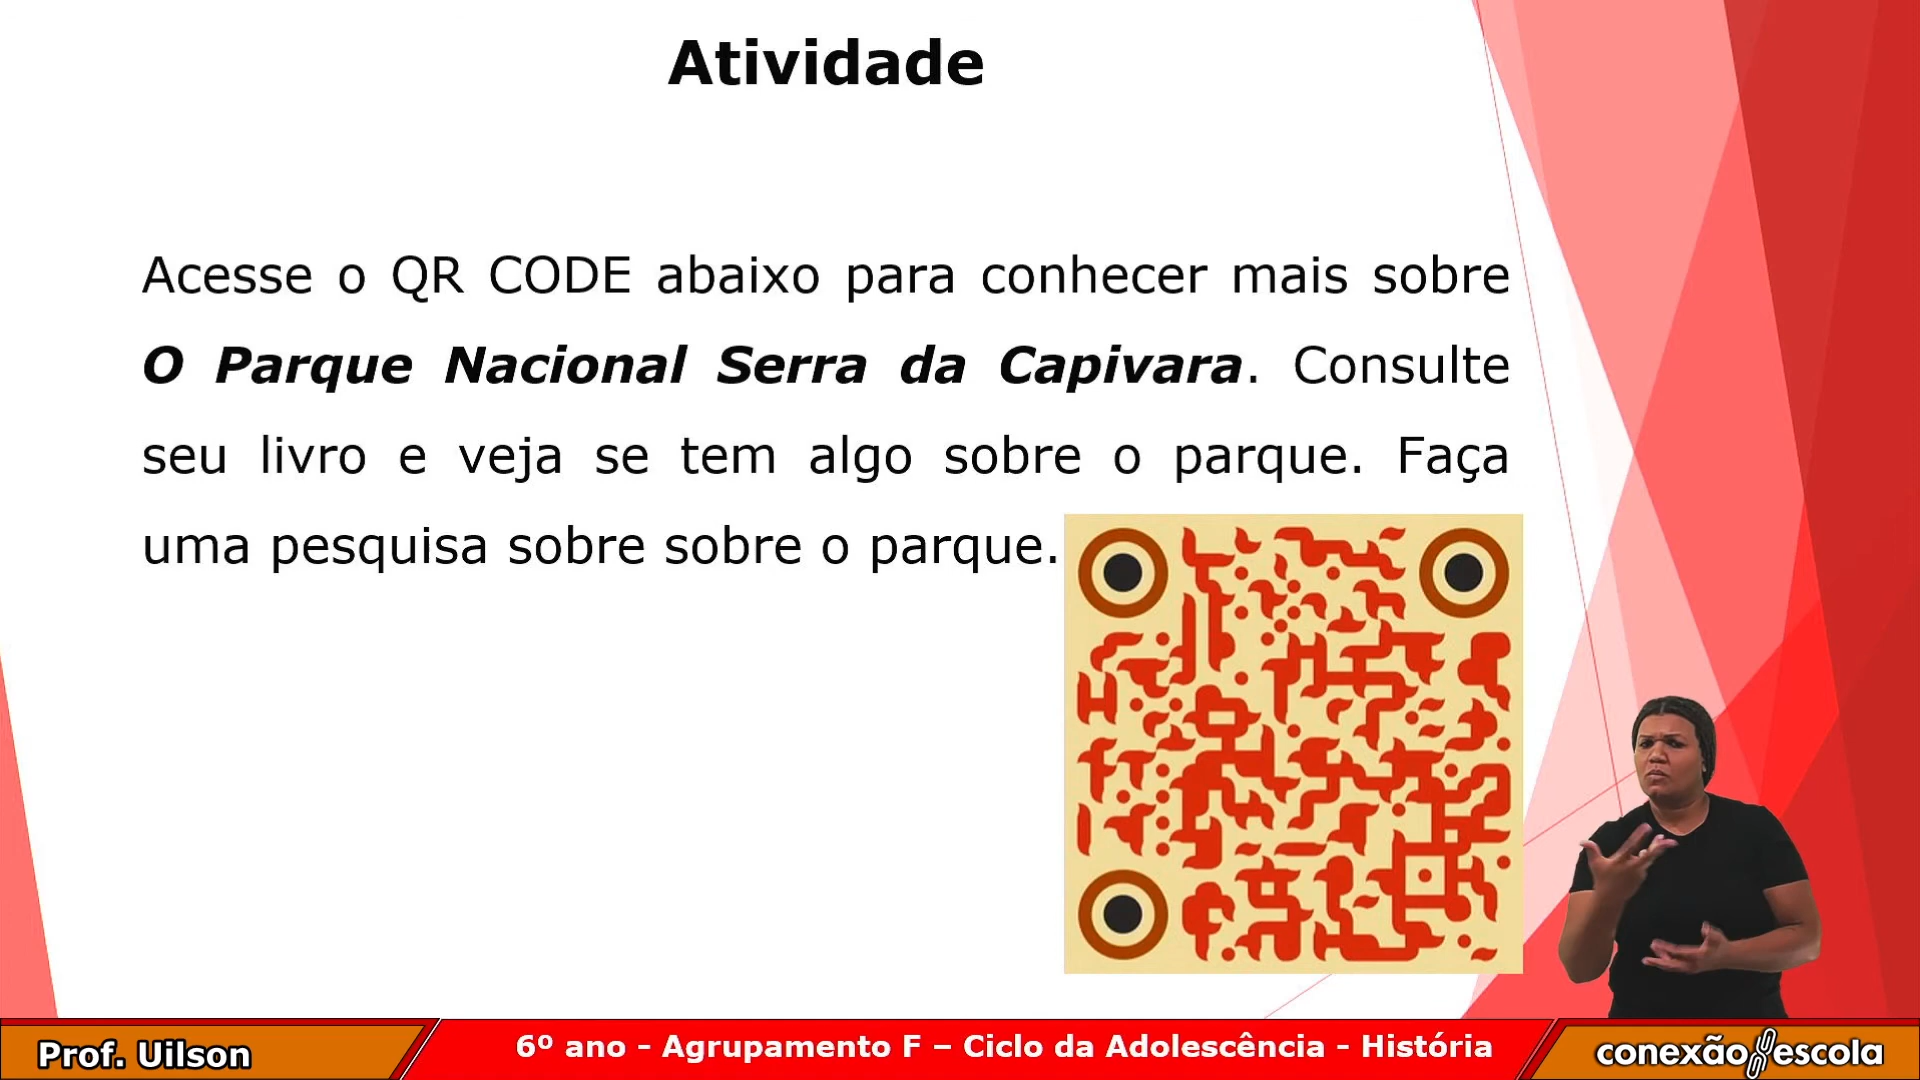 Atividade
Acesse o QR CODE abaixo para conhecer mais sobre
O Parque Nacional Serra da Capivara. Consulte
seu livro e veja se tem algo sobre o parque. Faça
uma pesquisa sobre sobre o parque.
Prof. Uilson
6º ano - Agrupamento F – Ciclo da Adolescência - História
conexão escola